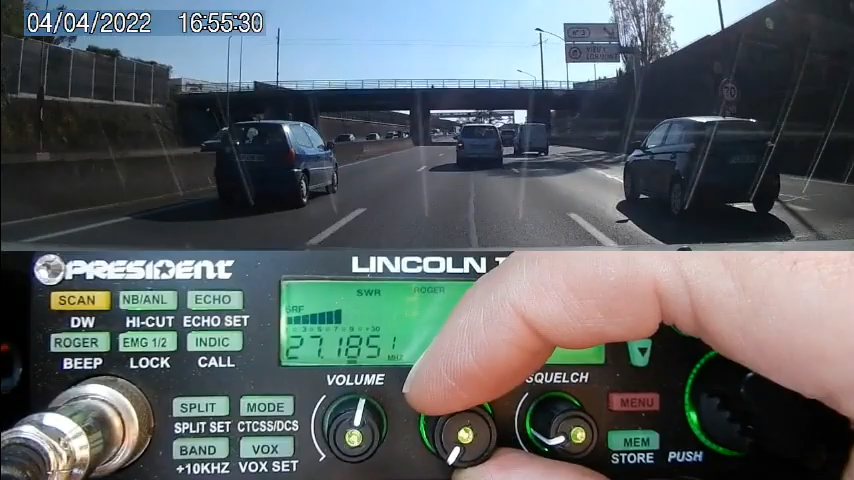 04/04/2022 16:55:30
70
PRESIDENT
LINCOLN
SCAN NB/ANL ECHO
DW HI-CUT ECHO SET
ROGER EMG 1/2 INDIC
BEEP LOCK CALL
SWR ROGER
27.185
MHZ
VOLUME
SQUELCH
SPLIT MODE
SPLIT SET CTCSS/DCS
BAND VOX
+10KHZ VOX SET
MENU
MEM
STORE PUSH